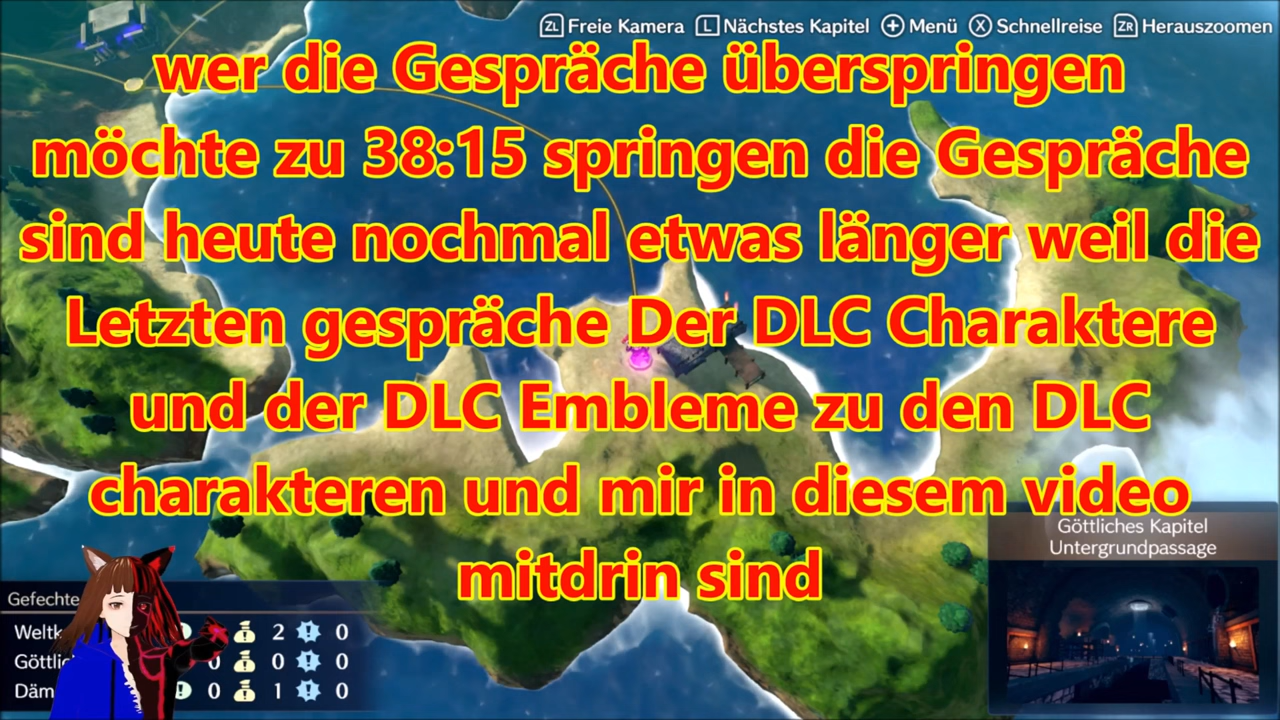 ZL Freie Kamera L Nächstes Kapitel + Menü X Schnellreise ZR Herauszoomen
wer die Gespräche überspringen
möchte zu 38:15 springen die Gespräche
sind heute nochmal etwas länger weil die
Letzten gespräche Der DLC Charaktere
und der DLC Embleme zu den DLC
charakteren und mir in diesem video
mitdrin sind
Göttliches Kapitel
Untergrundpassage
Gefechte
2 0
0 0 0
0 1 0